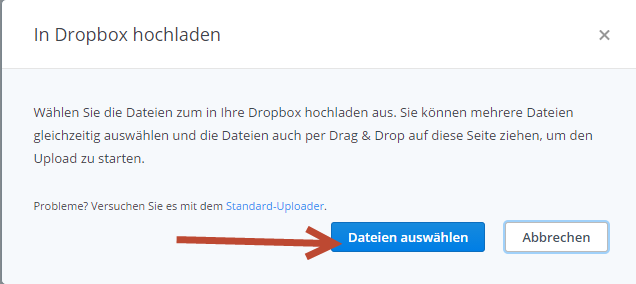 In Dropbox hochladen
Wählen Sie die Dateien zum in Ihre Dropbox hochladen aus. Sie können mehrere Dateien
gleichzeitig auswählen und die Dateien auch per Drag & Drop auf diese Seite ziehen, um den
Upload zu starten.
Probleme? Versuchen Sie es mit dem Standard-Uploader.
Dateien auswählen
Abbrechen